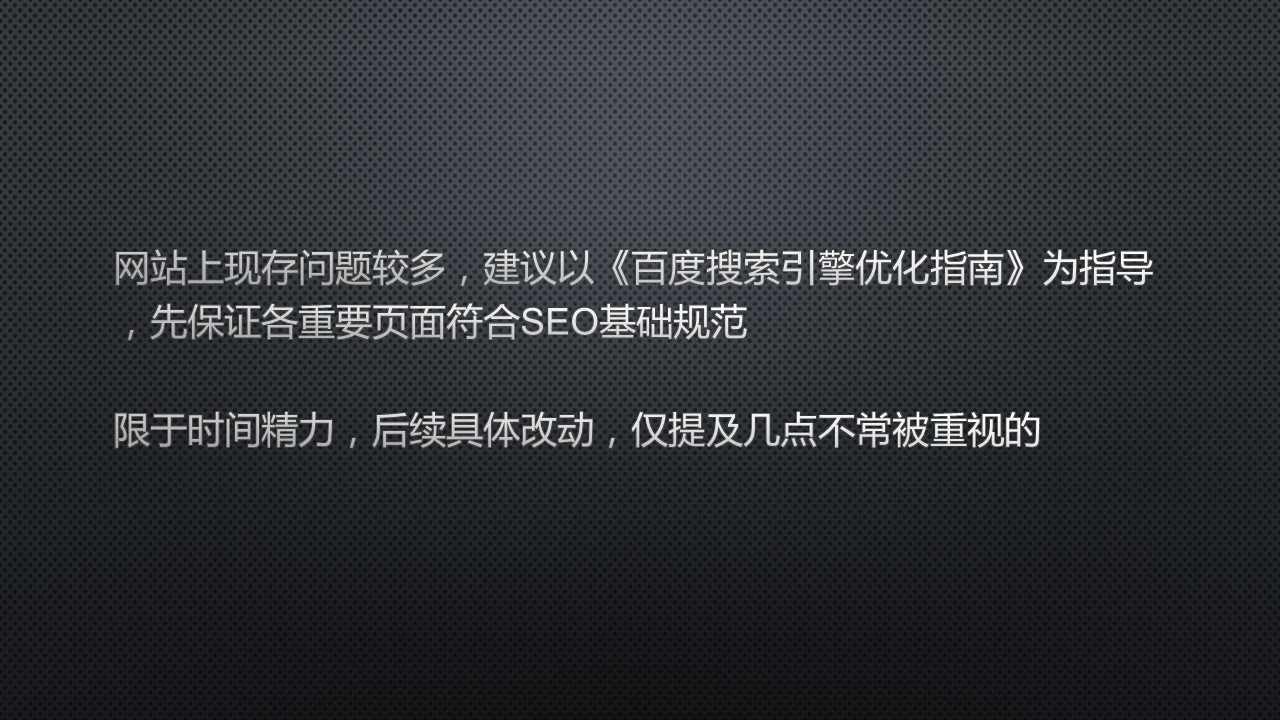 网站上现存问题较多，建议以《百度搜索引擎优化指南》为指导
，先保证各重要页面符合SEO基础规范
限于时间精力，后续具体改动，仅提及几点不常被重视的